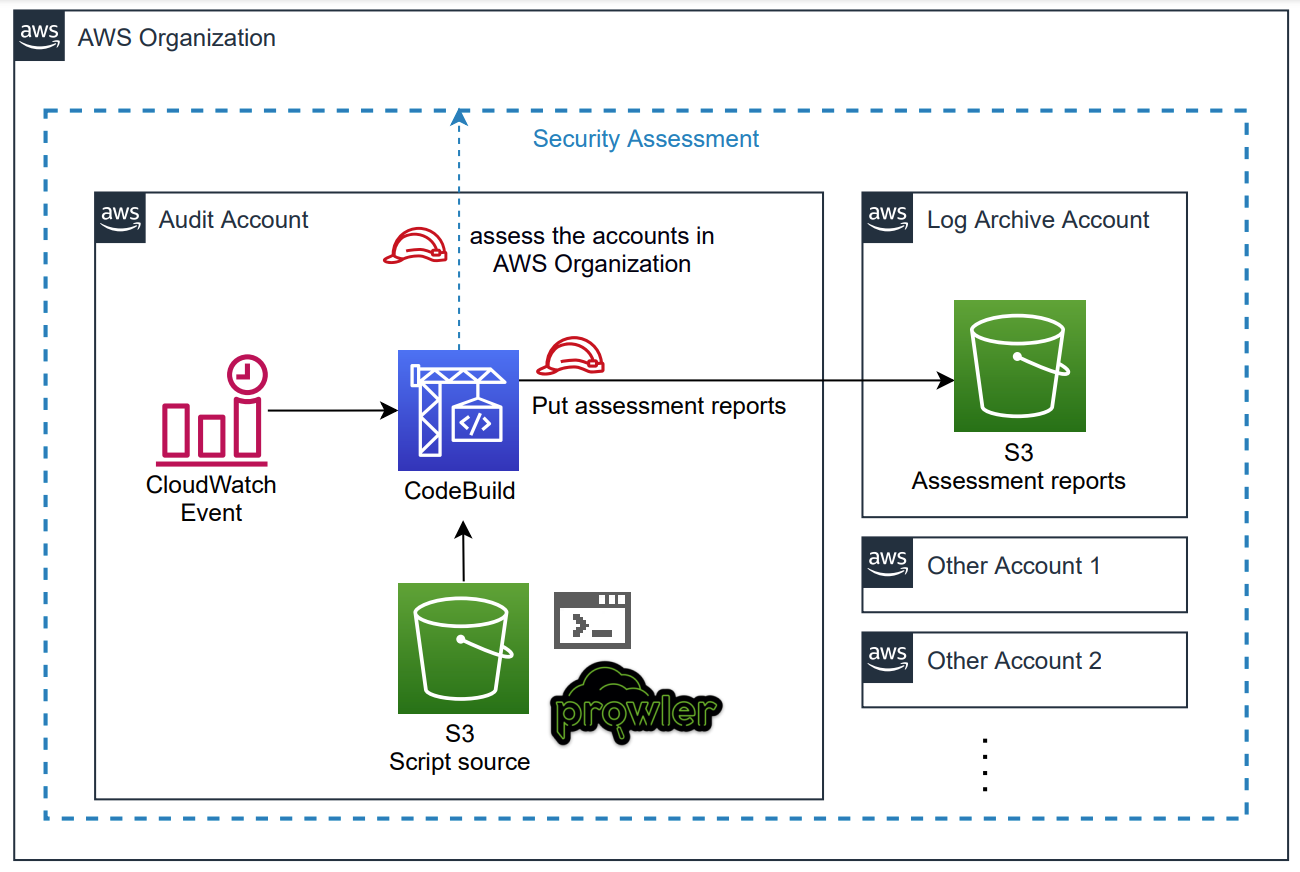 aws
AWS Organization
Security Assessment
aws
Audit Account
assess the accounts in
AWS Organization
CloudWatch
Event
</>
CodeBuild
Put assessment reports
S3
Script source
>_
prowler
aws
Log Archive Account
S3
Assessment reports
aws
Other Account 1
aws
Other Account 2